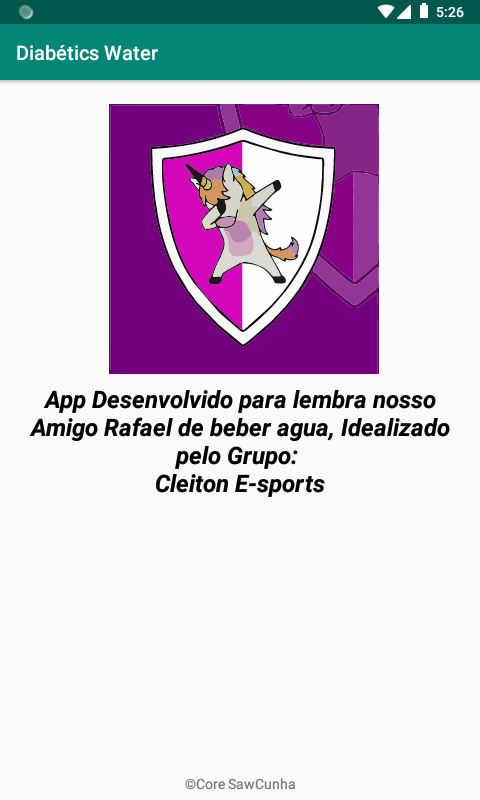 5:26
Diabétics Water
App Desenvolvido para lembra nosso
Amigo Rafael de beber agua, Idealizado
pelo Grupo:
Cleiton E-sports
©Core SawCunha